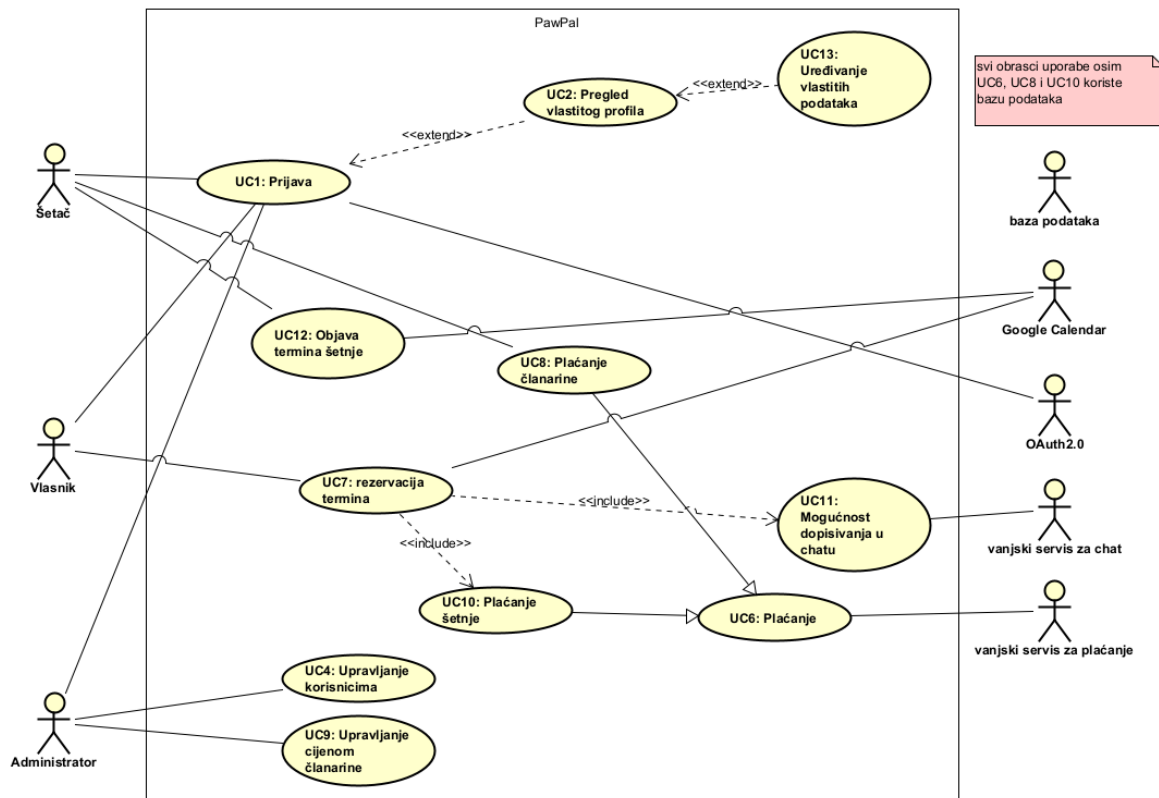 PawPal
UC13:
Uređivanje
vlastitih
podataka
svi obrasci uporabe osim
UC6, UC8 i UC10 koriste
bazu podataka
<<extend>>
UC2: Pregled
vlastitog profila
<<extend>>
UC1: Prijava
Šetač
baza podataka
Google Calendar
UC12: Objava
termina šetnje
UC8: Plaćanje
članarine
OAuth2.0
Vlasnik
UC7: rezervacija
termina
<<include>>
UC11:
Mogućnost
dopisivanja u
chatu
vanjski servis za chat
<<include>>
UC10: Plaćanje
šetnje
UC6: Plaćanje
vanjski servis za plaćanje
UC4: Upravljanje
korisnicima
UC9: Upravljanje
cijenom
članarine
Administrator